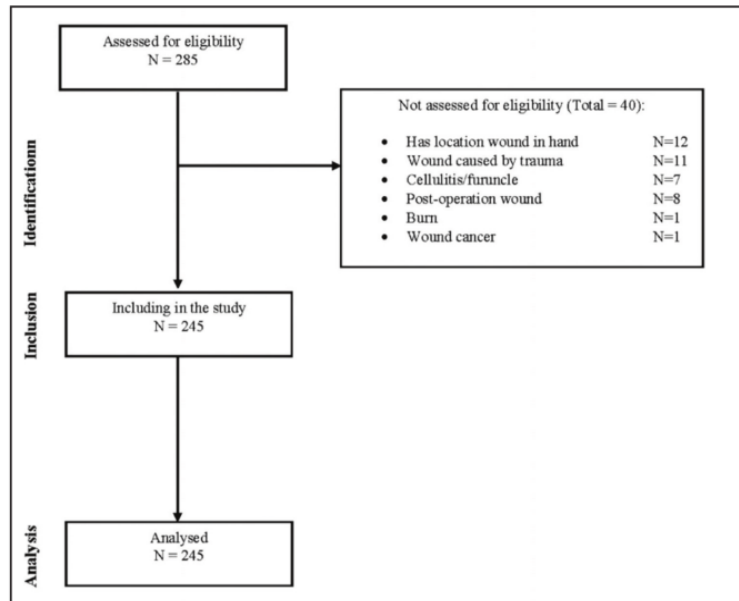 Assessed for eligibility
N = 285
Not assessed for eligibility (Total = 40):
• Has location wound in hand N=12
• Wound caused by trauma N=11
• Cellulitis/furuncle N=7
• Post-operation wound N=8
• Burn N=1
• Wound cancer N=1
Identificationn
Including in the study
N = 245
Inclusion
Analysed
N = 245
Analysis